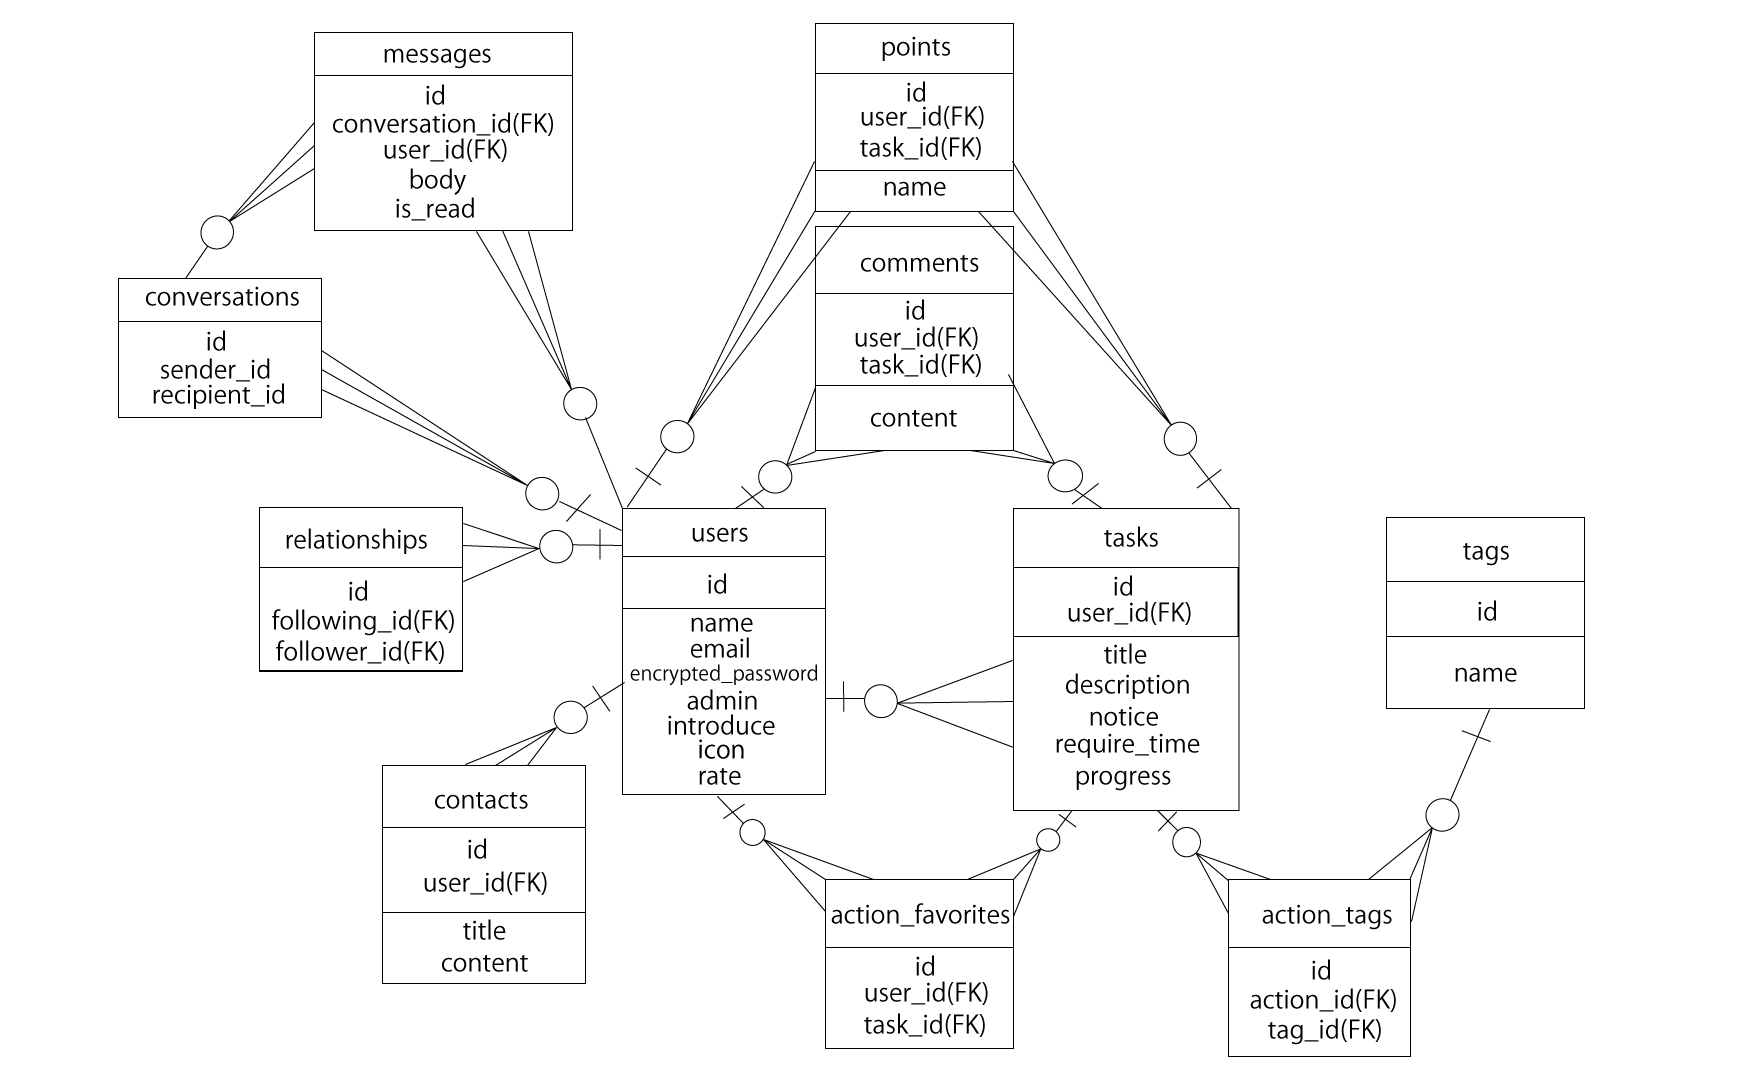 messages
id
conversation_id(FK)
user_id(FK)
body
is_read
points
id
user_id(FK)
task_id(FK)
name
conversations
id
sender_id
recipient_id
comments
id
user_id(FK)
task_id(FK)
content
relationships
id
following_id(FK)
follower_id(FK)
users
id
name
email
encrypted_password
admin
introduce
icon
rate
tasks
id
user_id(FK)
title
description
notice
require_time
progress
tags
id
name
contacts
id
user_id(FK)
title
content
action_favorites
id
user_id(FK)
task_id(FK)
action_tags
id
action_id(FK)
tag_id(FK)